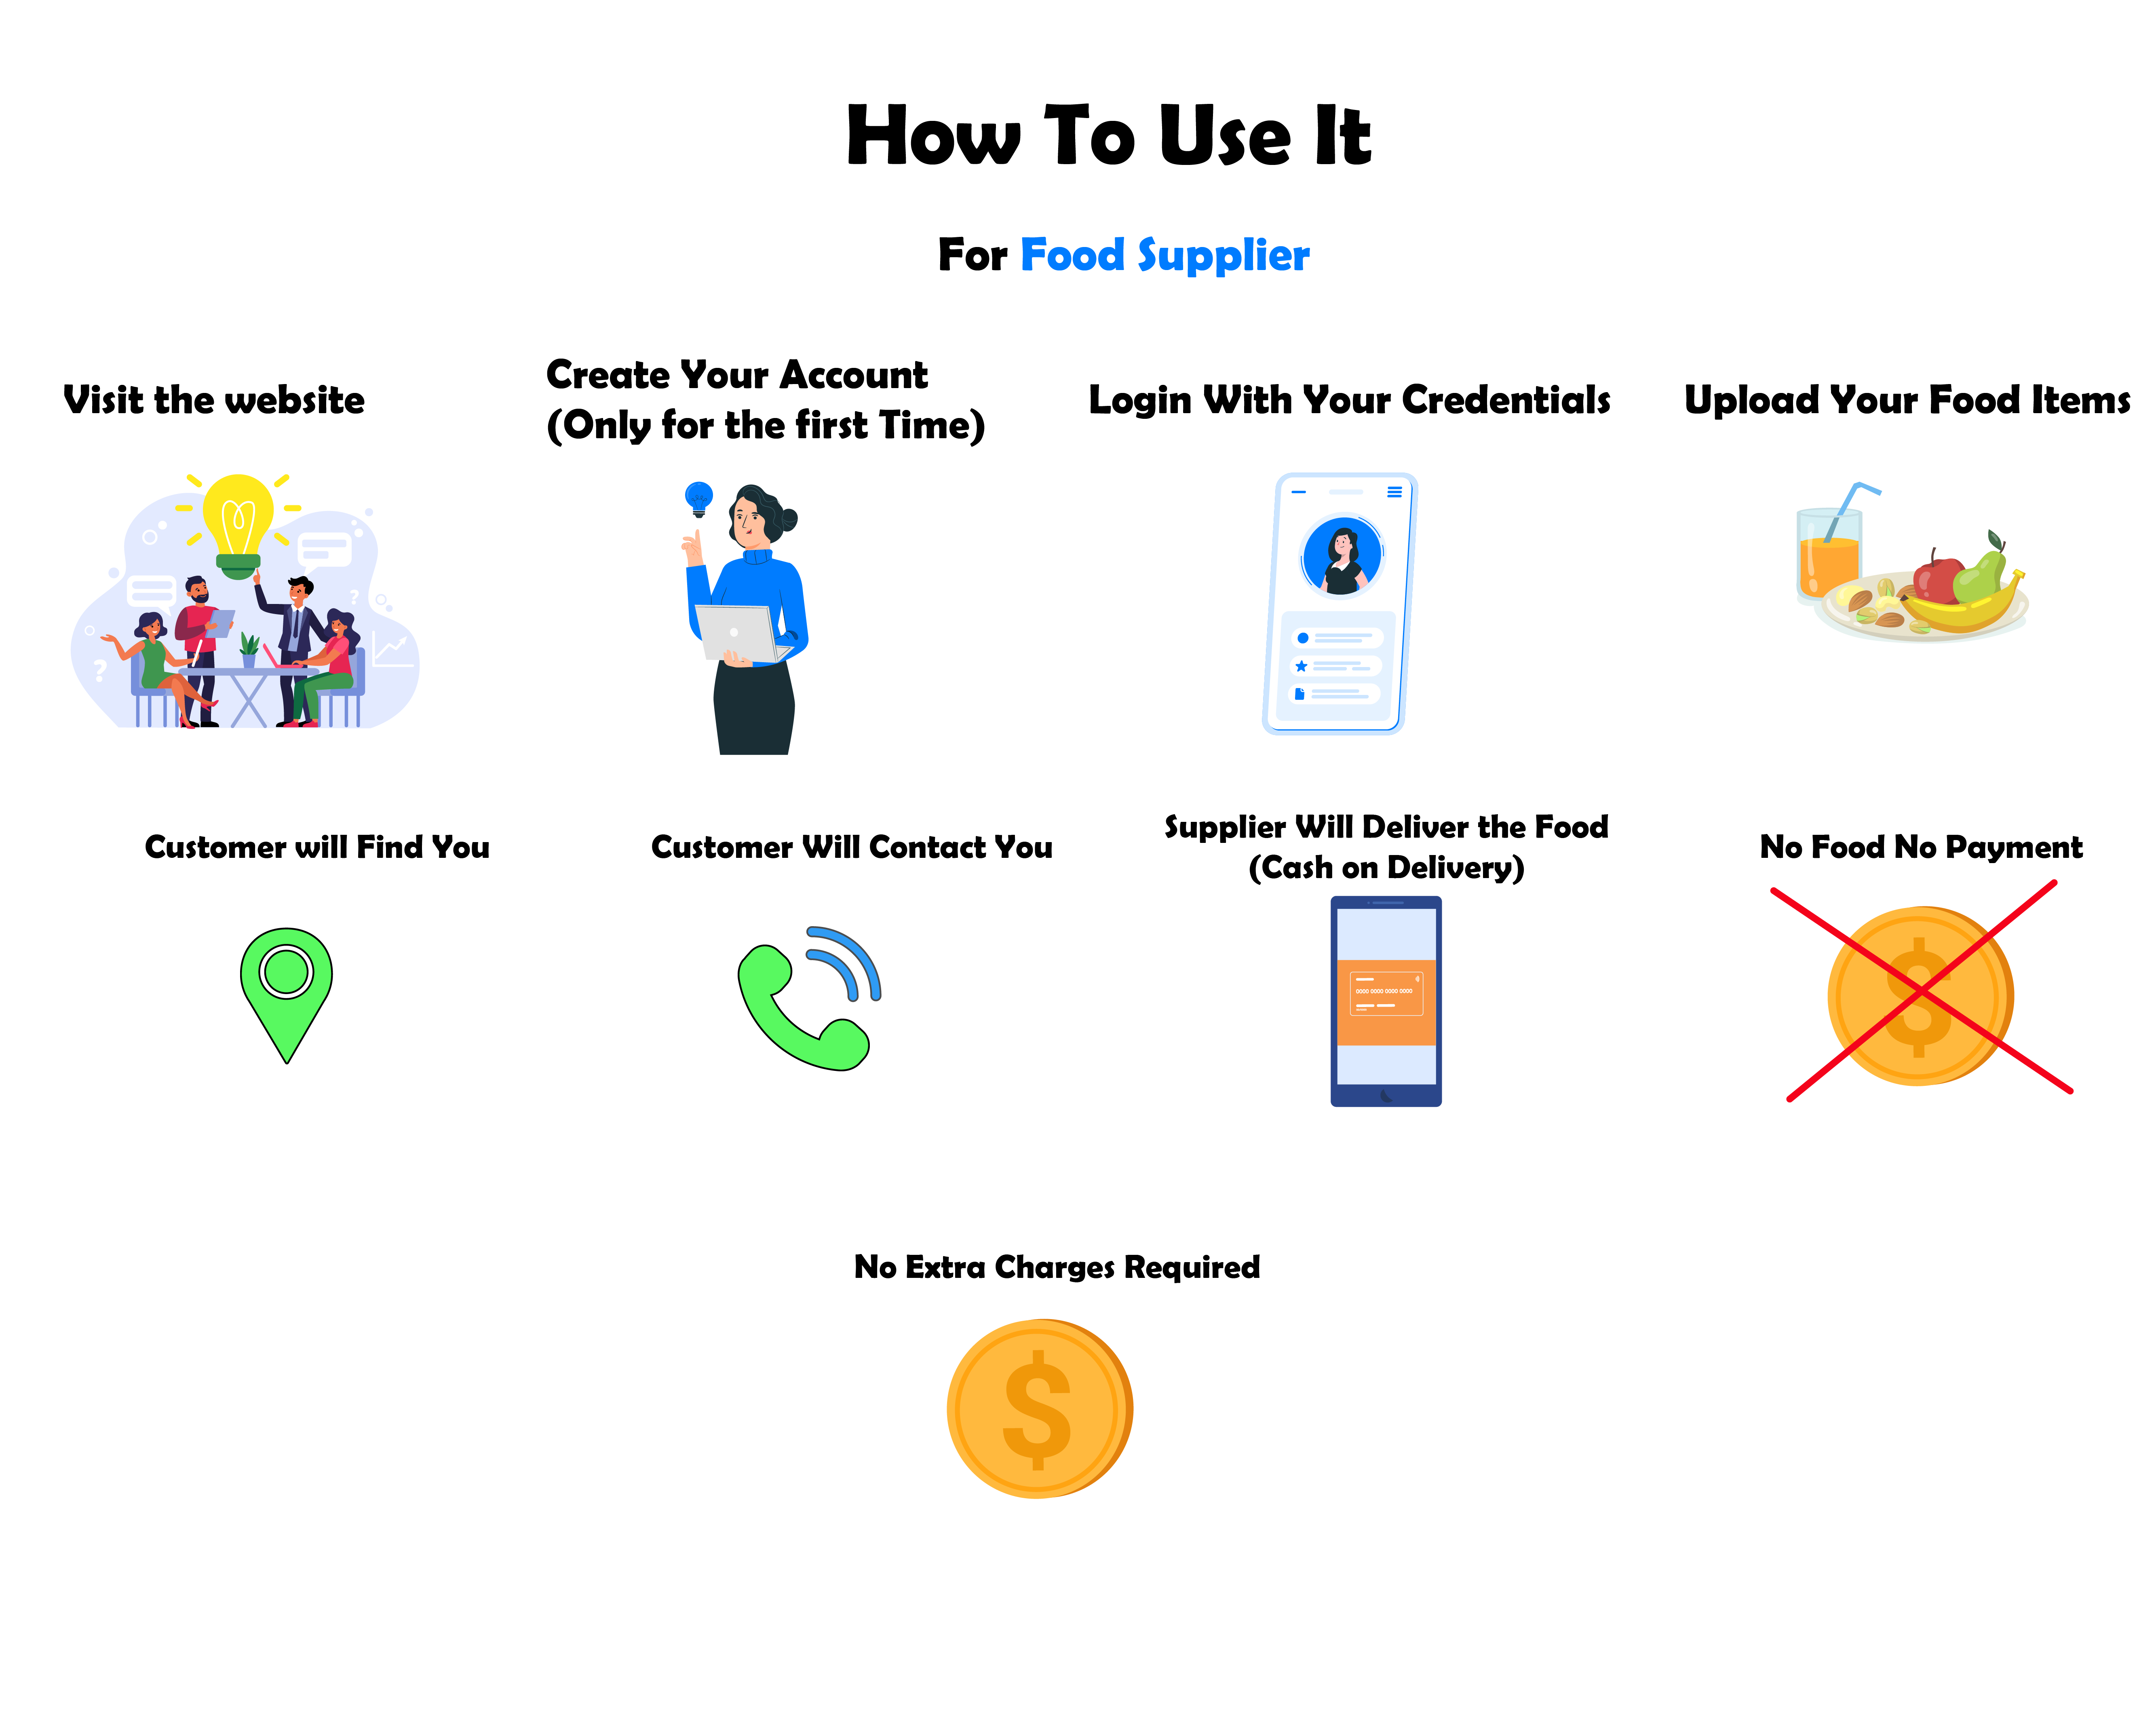 How To Use It
For Food Supplier
Visit the website
Create Your Account
(Only for the first Time)
Login With Your Credentials
Upload Your Food Items
?
?
Customer will Find You
Customer Will Contact You
Supplier Will Deliver the Food
(Cash on Delivery)
0000 0000 0000 0000
No Food No Payment
$
No Extra Charges Required
$